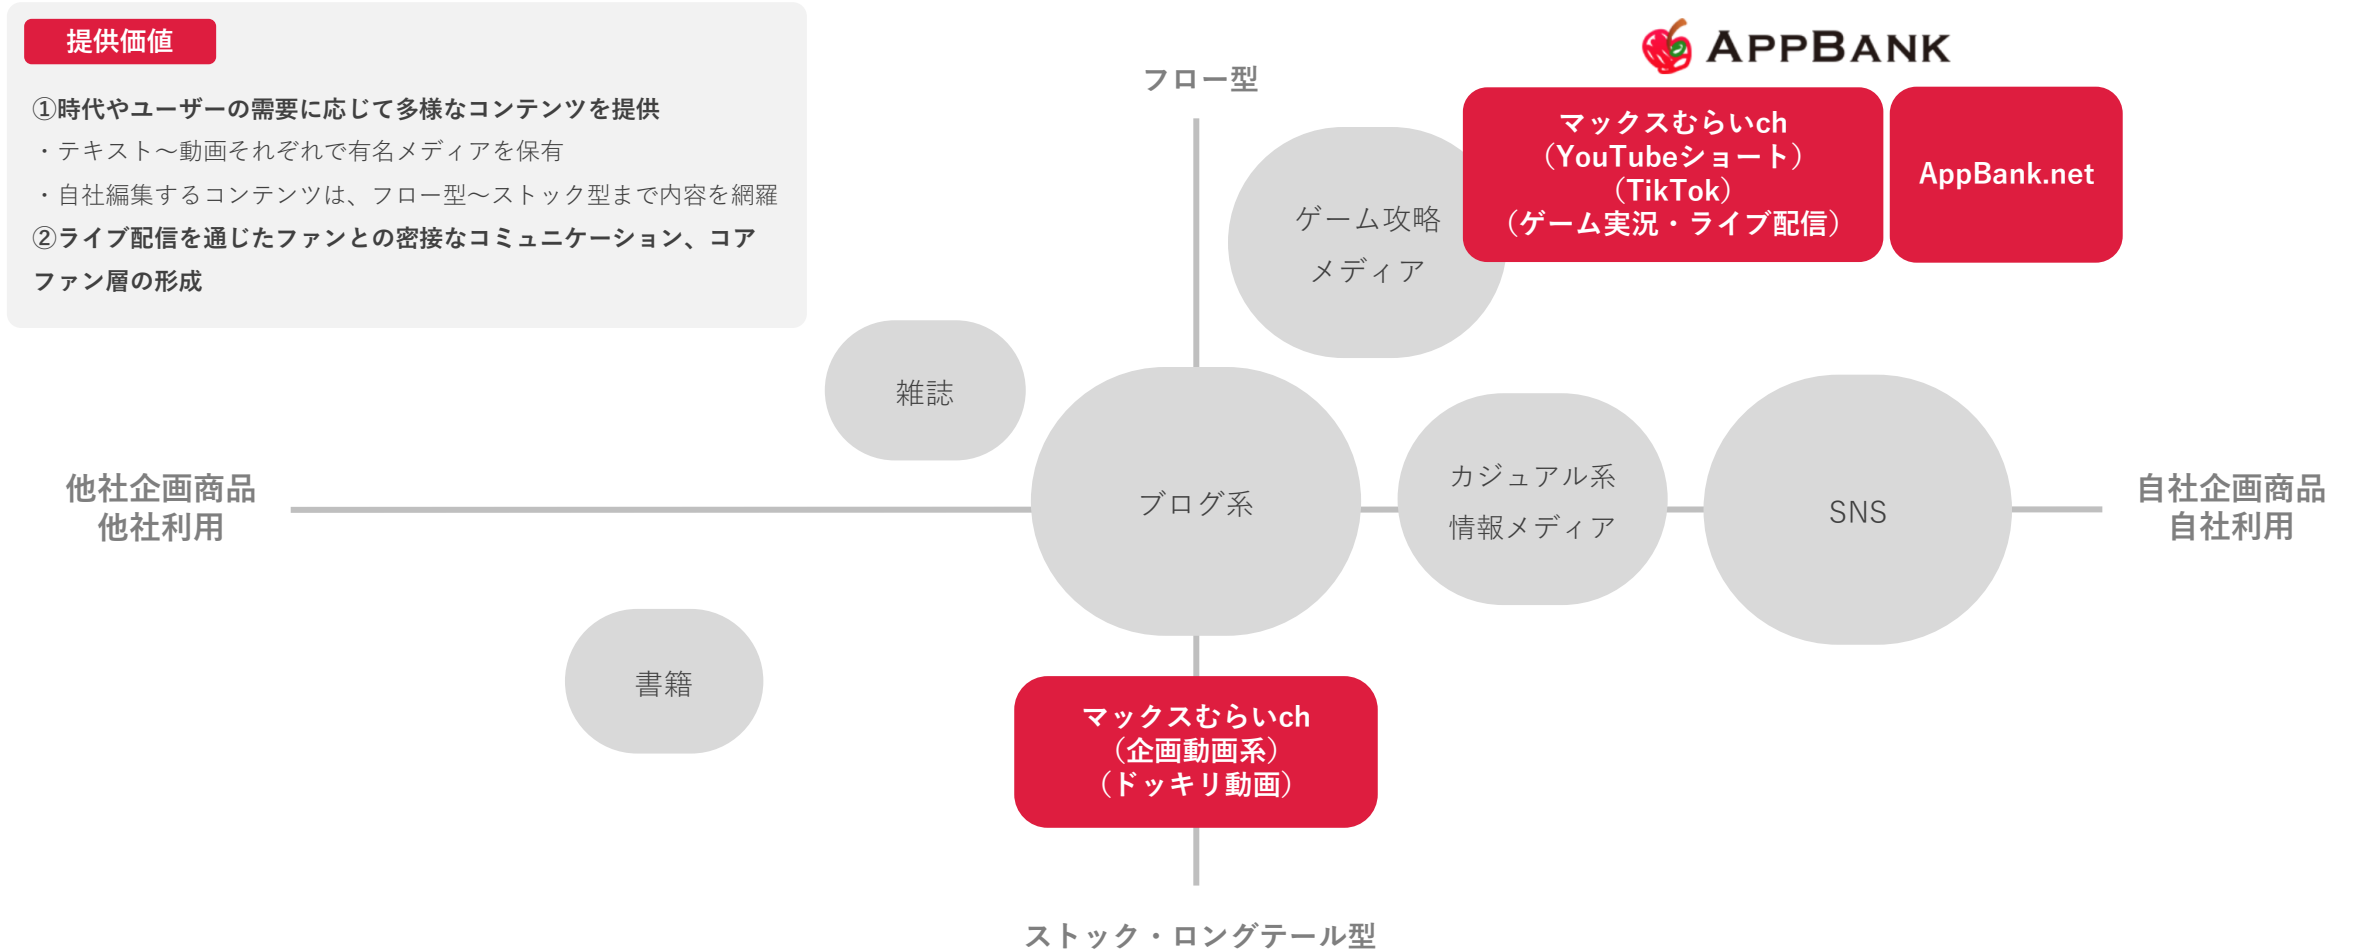 提供価値
①時代やユーザーの需要に応じて多様なコンテンツを提供
・テキスト～動画それぞれで有名メディアを保有
・自社編集するコンテンツは、フロー型～ストック型まで内容を網羅
②ライブ配信を通じたファンとの密接なコミュニケーション、コア
ファン層の形成
APPBANK
フロー型
マックスむらいch
（YouTubeショート）
（TikTok）
（ゲーム実況・ライブ配信）
AppBank.net
ゲーム攻略
メディア
雑誌
他社企画商品
他社利用
ブログ系
カジュアル系
情報メディア
SNS
自社企画商品
自社利用
書籍
マックスむらいch
（企画動画系）
（ドッキリ動画）
ストック・ロングテール型